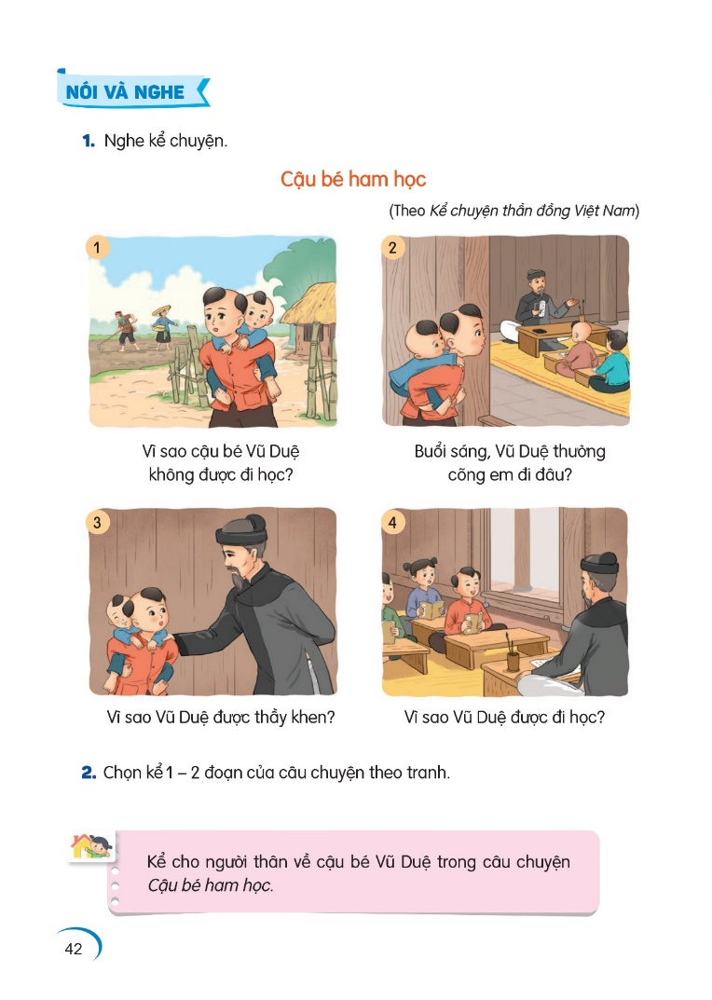 NÓI VÀ NGHE
1. Nghe kể chuyện.
Cậu bé ham học
(Theo Kể chuyện thần đồng Việt Nam)
1
2
Vì sao cậu bé Vũ Duệ
không được đi học?
Buổi sáng, Vũ Duệ thường
cõng em đi đâu?
3
4
Vì sao Vũ Duệ được thầy khen?
Vì sao Vũ Duệ được đi học?
2. Chọn kể 1 – 2 đoạn của câu chuyện theo tranh.
Kể cho người thân về cậu bé Vũ Duệ trong câu chuyện
Cậu bé ham học.
42